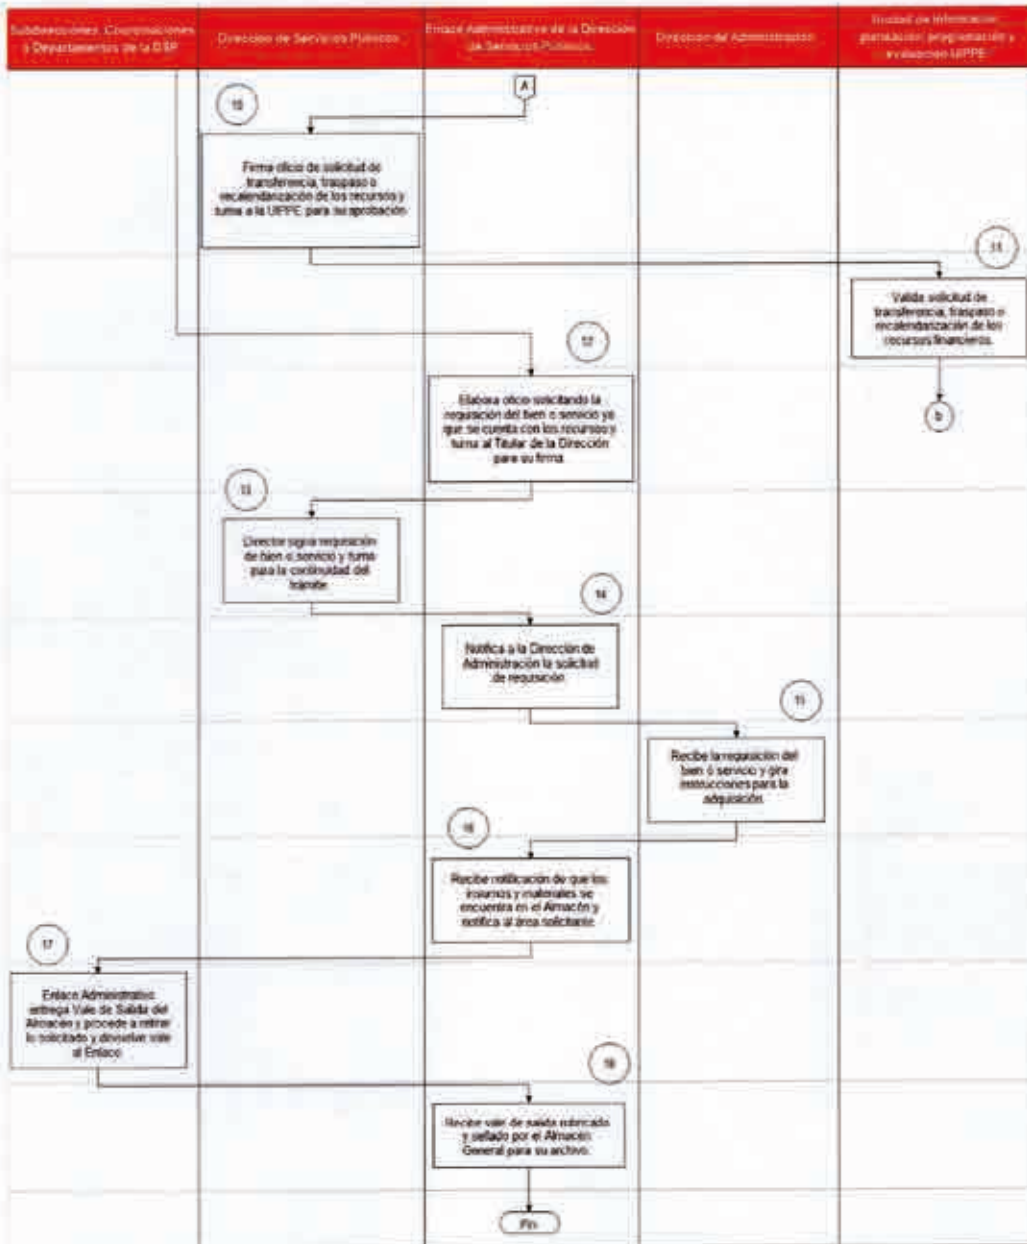 Subdirecciones, Coordinaciones
o Departamentos de la DSP
Dirección de Servicios Públicos
Enlace Administrativo de la Dirección
de Servicios Públicos
Dirección de Administración
Unidad de Información,
planeación, programación y
evaluación UIPPE
A
10
Firma oficio de solicitud de
transferencia, traspaso o
recalendarización de los recursos y
turna a la UIPPE para su aprobación
11
Valida solicitud de
transferencia, traspaso o
recalendarización de los
recursos financieros.
b
12
Elabora oficio solicitando la
requisición del bien o servicio ya
que se cuenta con los recursos y
turna al Titular de la Dirección
para su firma
13
Director signa requisición
de bien o servicio y turna
para la continuidad del
trámite
14
Notifica a la Dirección de
Administración la solicitud
de requisición
15
Recibe la requisición del
bien o servicio y gira
instrucciones para la
adquisición
16
Recibe notificación de que los
insumos y materiales se
encuentra en el Almacén y
notifica al área solicitante
17
Enlace Administrativo
entrega Vale de Salida del
Almacén y procede a retirar
lo solicitado y devuelve vale
al Enlace
18
Recibe vale de salida rubricado
y sellado por el Almacén
General para su archivo.
Fin